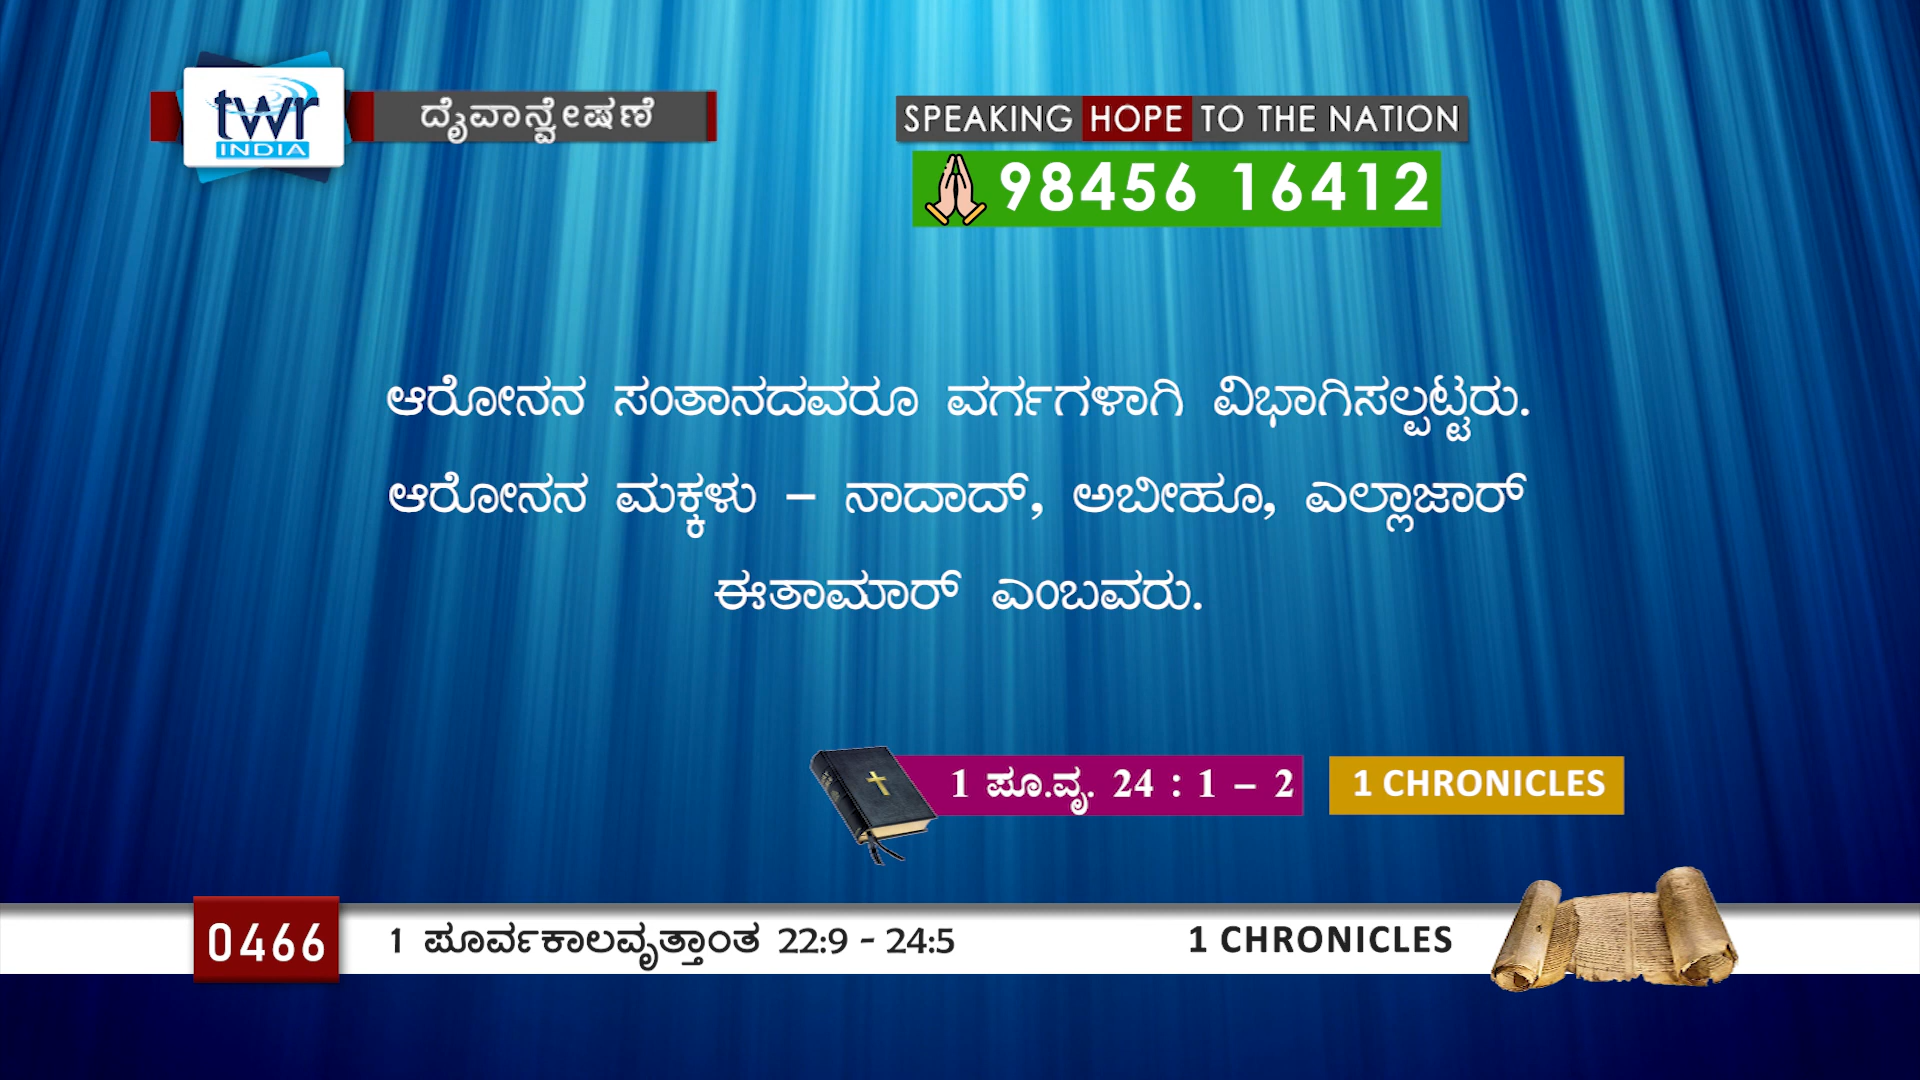 twr
INDIA
ದೈವಾನ್ವೇಷಣೆ
SPEAKING HOPE TO THE NATION
98456 16412
ಆರೋನನ ಸಂತಾನದವರೂ ವರ್ಗಗಳಾಗಿ ವಿಭಾಗಿಸಲ್ಪಟ್ಟರು.
ಆರೋನನ ಮಕ್ಕಳು – ನಾದಾದ್, ಅಬೀಹೂ, ಎಲ್ಲಾಜಾರ್
ಈತಾಮಾರ್ ಎಂಬವರು.
1 ಪೂ.ವೃ. 24 : 1 – 2
1 CHRONICLES
0466
1 ಪೂರ್ವಕಾಲವೃತ್ತಾಂತ 22:9 - 24:5
1 CHRONICLES